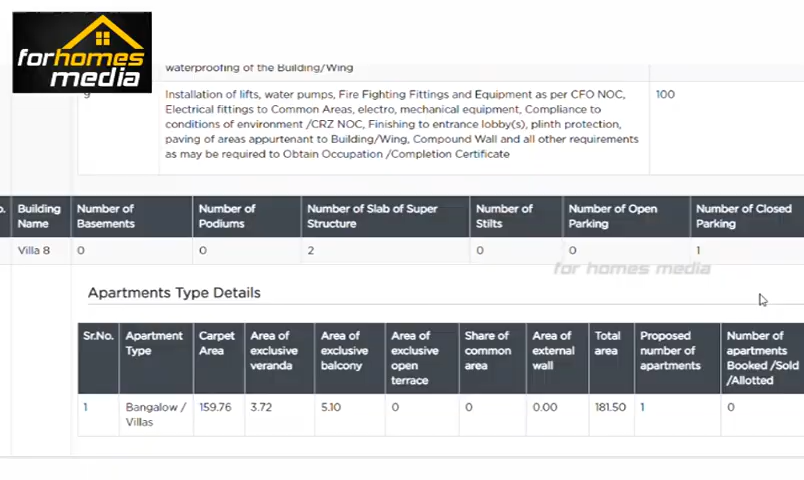 forhomes
media
waterproofing of the Building/Wing
9
Installation of lifts, water pumps, Fire Fighting Fittings and Equipment as per CFO NOC,
100
Electrical fittings to Common Areas, electro, mechanical equipment, Compliance to
conditions of environment /CRZ NOC, Finishing to entrance lobby(s), plinth protection,
paving of areas appurtenant to Building/Wing, Compound Wall and all other requirements
as may be required to Obtain Occupation /Completion Certificate
o. Building Name Number of Basements Number of Podiums Number of Slab of Super Structure Number of Stilts Number of Open Parking Number of Closed Parking
Villa 8 0 0 2 0 0 1
for homes media
Apartments Type Details
Sr.No. Apartment Type Carpet Area Area of exclusive veranda Area of exclusive balcony Area of exclusive open terrace Share of common area Area of external wall Total area Proposed number of apartments Number of apartments Booked /Sold /Allotted
1 Bangalow / Villas 159.76 3.72 5.10 0 0 0.00 181.50 1 0